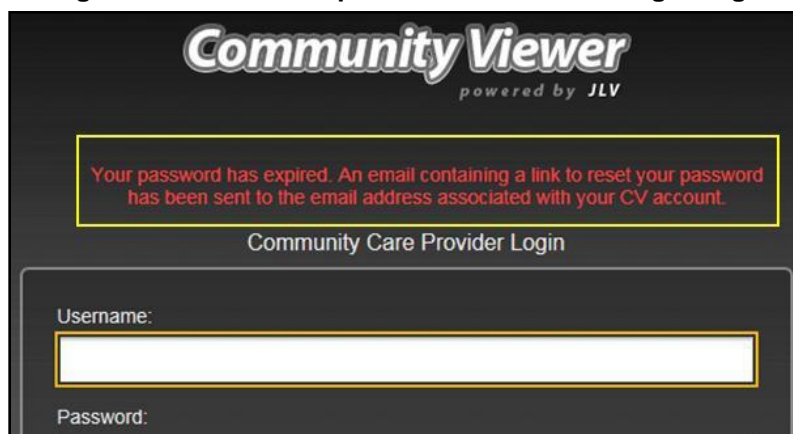 Community Viewer
powered by JLV
Your password has expired. An email containing a link to reset your password
has been sent to the email address associated with your CV account.
Community Care Provider Login
Username:
Password: